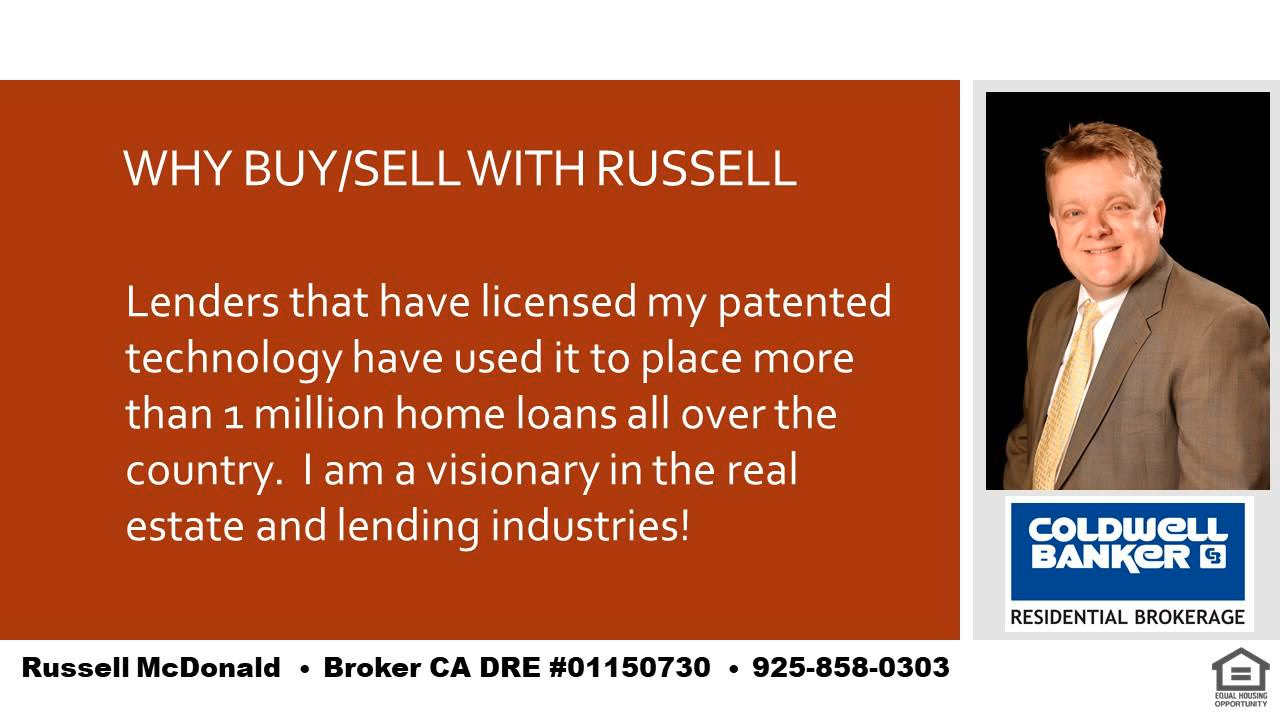 WHY BUY/SELL WITH RUSSELL
Lenders that have licensed my patented
technology have used it to place more
than 1 million home loans all over the
country.  I am a visionary in the real
estate and lending industries!
COLDWELL
BANKER CB
RESIDENTIAL BROKERAGE
Russell McDonald • Broker CA DRE #01150730 • 925-858-0303
EQUAL HOUSING
OPPORTUNITY